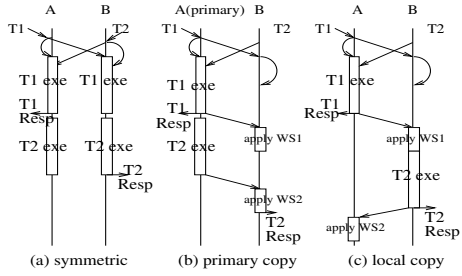 A B A(primary) B A B
T1 T2 T1 T2 T1 T2
T1 exe T1 exe T1 exe T1 exe
T1 Resp T1 Resp T1 Resp
apply WS1 apply WS1
T2 exe T2 exe T2 exe T2 exe
T2 Resp apply WS2 T2 Resp apply WS2 T2 Resp
(a) symmetric (b) primary copy (c) local copy